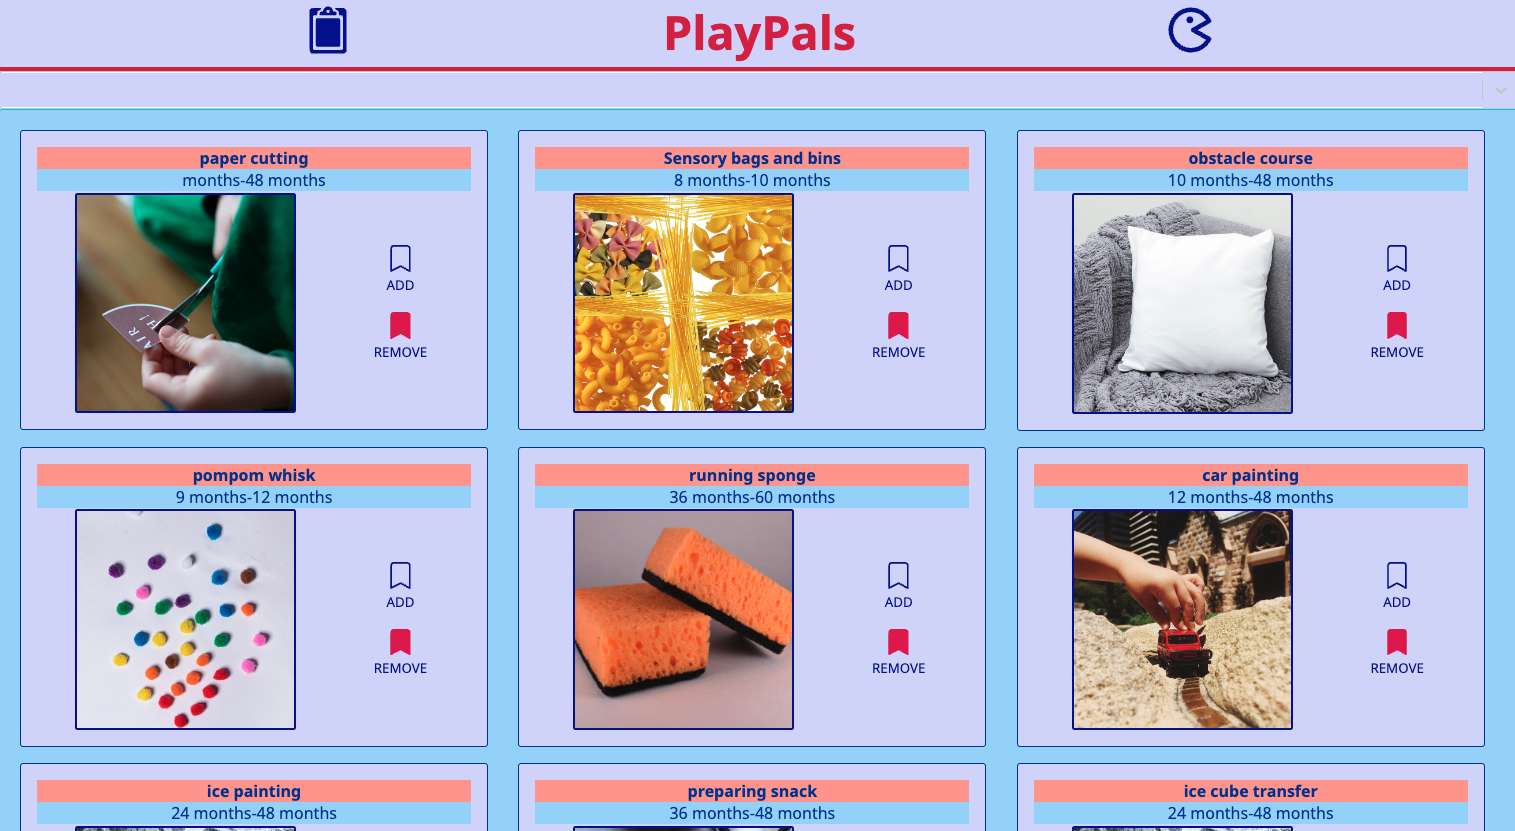 PlayPals
paper cutting
months-48 months
ADD
REMOVE
Sensory bags and bins
8 months-10 months
ADD
REMOVE
obstacle course
10 months-48 months
ADD
REMOVE
pompom whisk
9 months-12 months
ADD
REMOVE
running sponge
36 months-60 months
ADD
REMOVE
car painting
12 months-48 months
ADD
REMOVE
ice painting
24 months-48 months
preparing snack
36 months-48 months
ice cube transfer
24 months-48 months